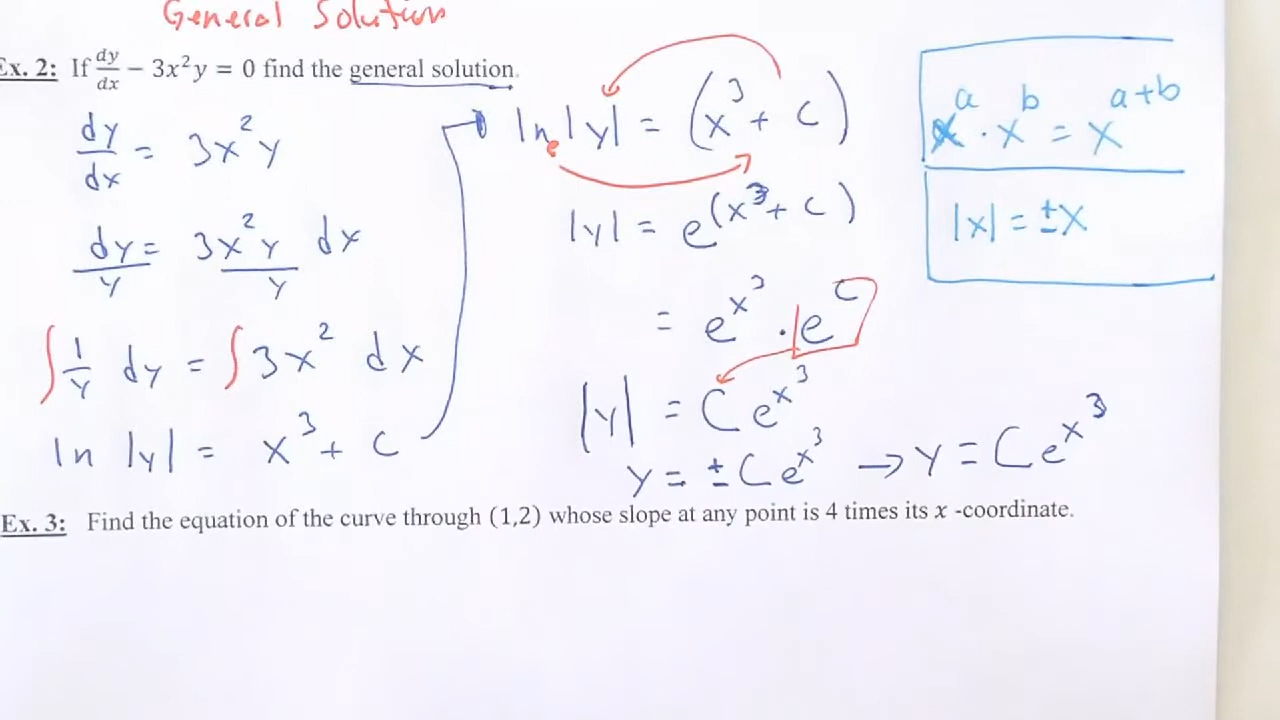 General Solution
Ex. 2: If dy/dx − 3x²y = 0 find the general solution.
dy/dx = 3x²y
dy/y = 3x²y/y dx
∫ 1/y dy = ∫ 3x² dx
ln |y| = x³ + c
lnₑ|y| = (x³ + c)
|y| = e^(x³ + c)
= e^x³ · e^c
|y| = Ce^x³
y = ±Ce^x³ → y = Ce^x³
x^a · x^b = x^(a+b)
|x| = ±x
Ex. 3: Find the equation of the curve through (1,2) whose slope at any point is 4 times its x -coordinate.